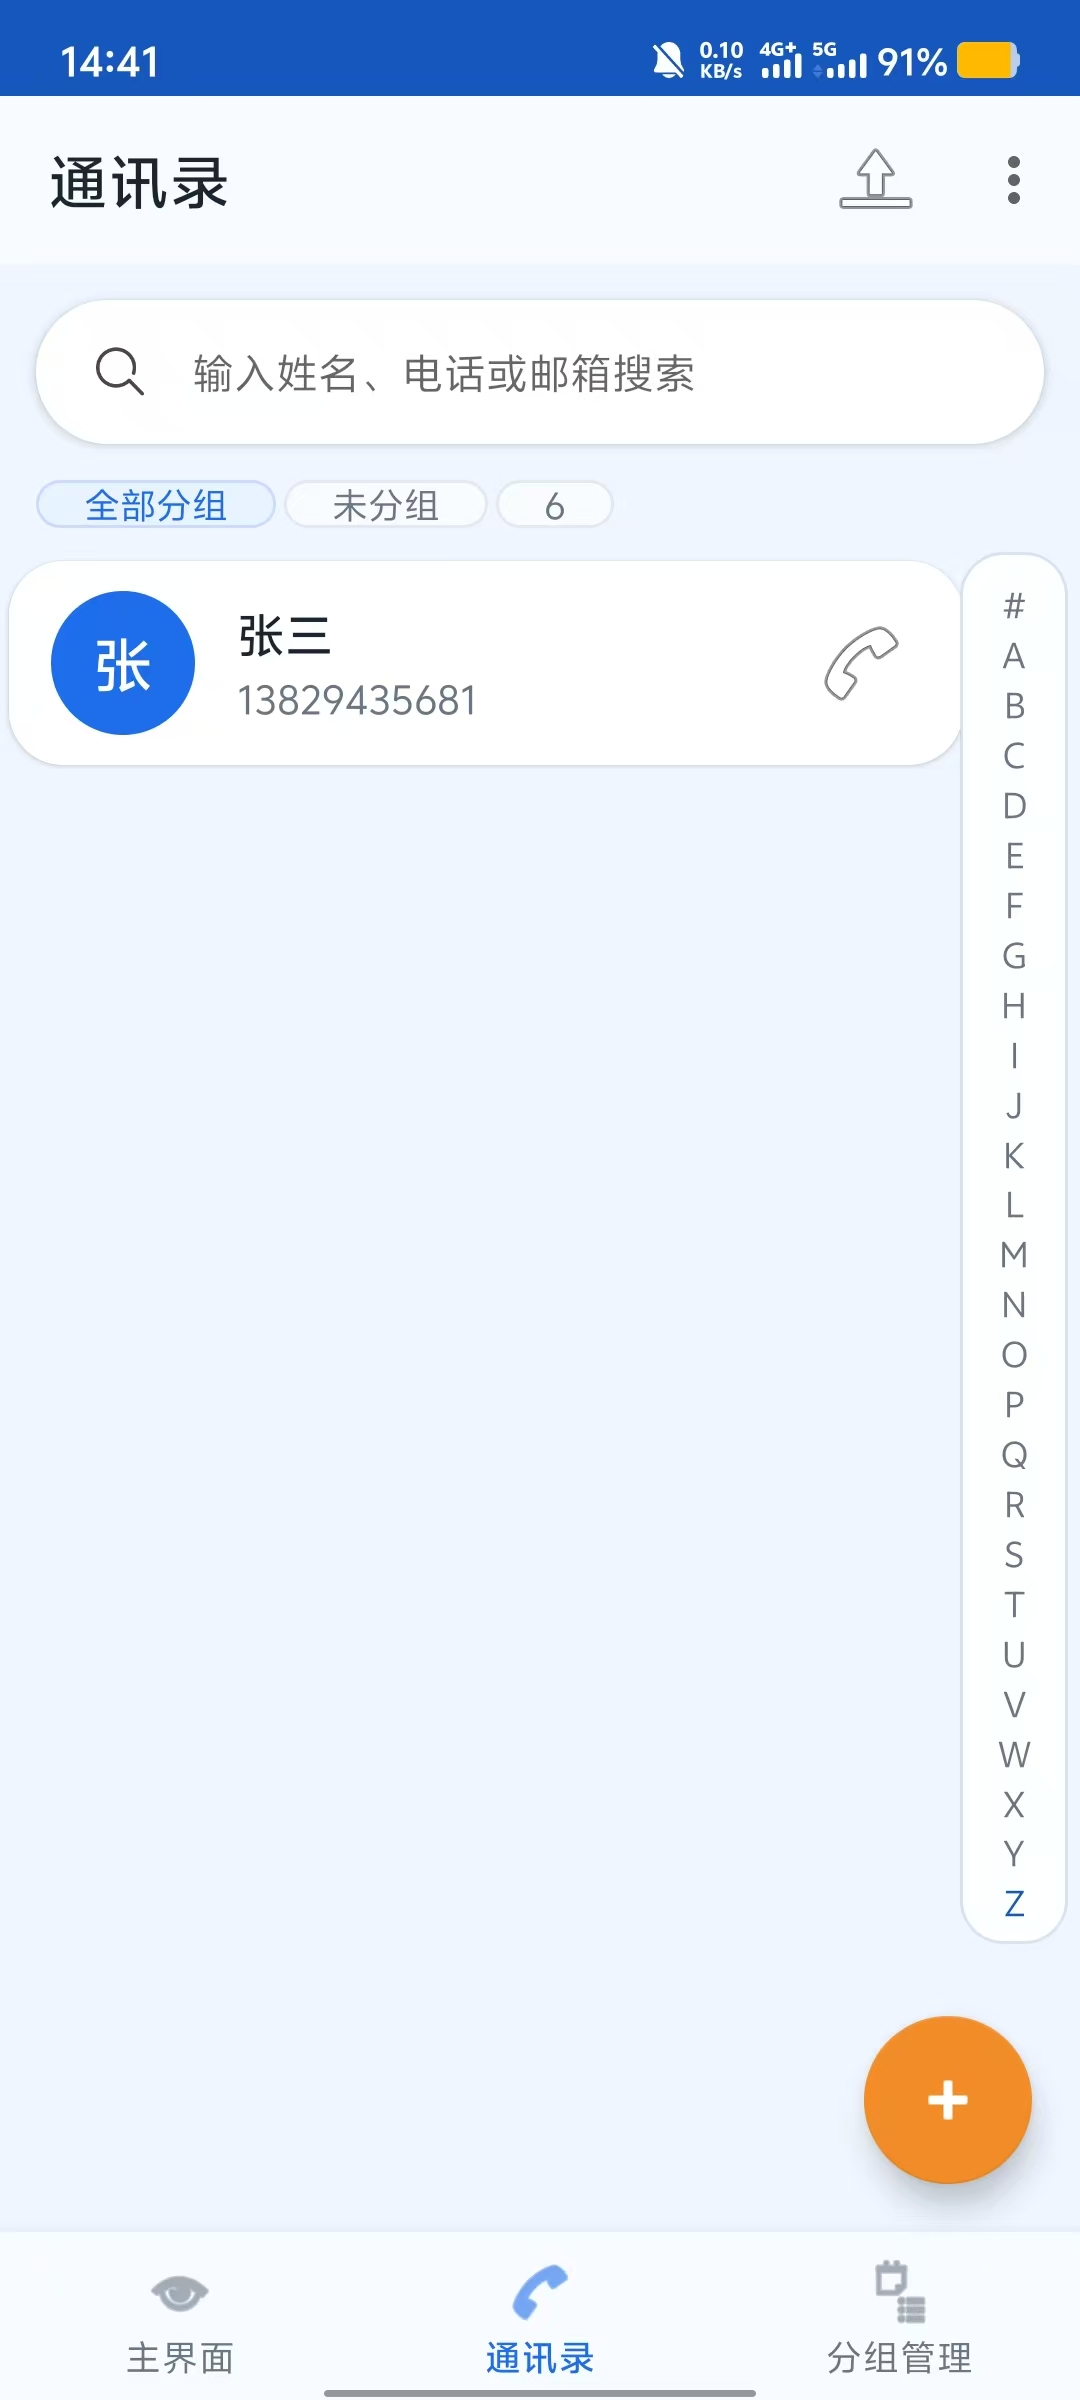 14:41
0.10 KB/s 4G+ 5G 91%
通讯录
输入姓名、电话或邮箱搜索
全部分组 未分组 6
张
张三
13829435681
#
A
B
C
D
E
F
G
H
I
J
K
L
M
N
O
P
Q
R
S
T
U
V
W
X
Y
Z
+
主界面 通讯录 分组管理